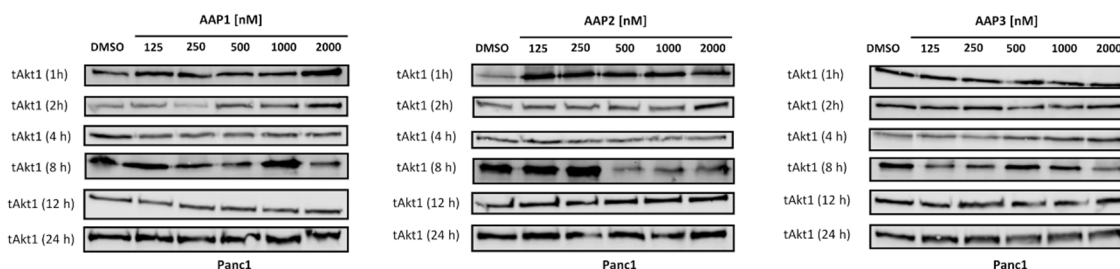 AAP1 [nM]
DMSO 125 250 500 1000 2000
tAkt1 (1h)
tAkt1 (2h)
tAkt1 (4 h)
tAkt1 (8 h)
tAkt1 (12 h)
tAkt1 (24 h)
Panc1
AAP2 [nM]
DMSO 125 250 500 1000 2000
tAkt1 (1h)
tAkt1 (2h)
tAkt1 (4 h)
tAkt1 (8 h)
tAkt1 (12 h)
tAkt1 (24 h)
Panc1
AAP3 [nM]
DMSO 125 250 500 1000 2000
tAkt1 (1h)
tAkt1 (2h)
tAkt1 (4 h)
tAkt1 (8 h)
tAkt1 (12 h)
tAkt1 (24 h)
Panc1